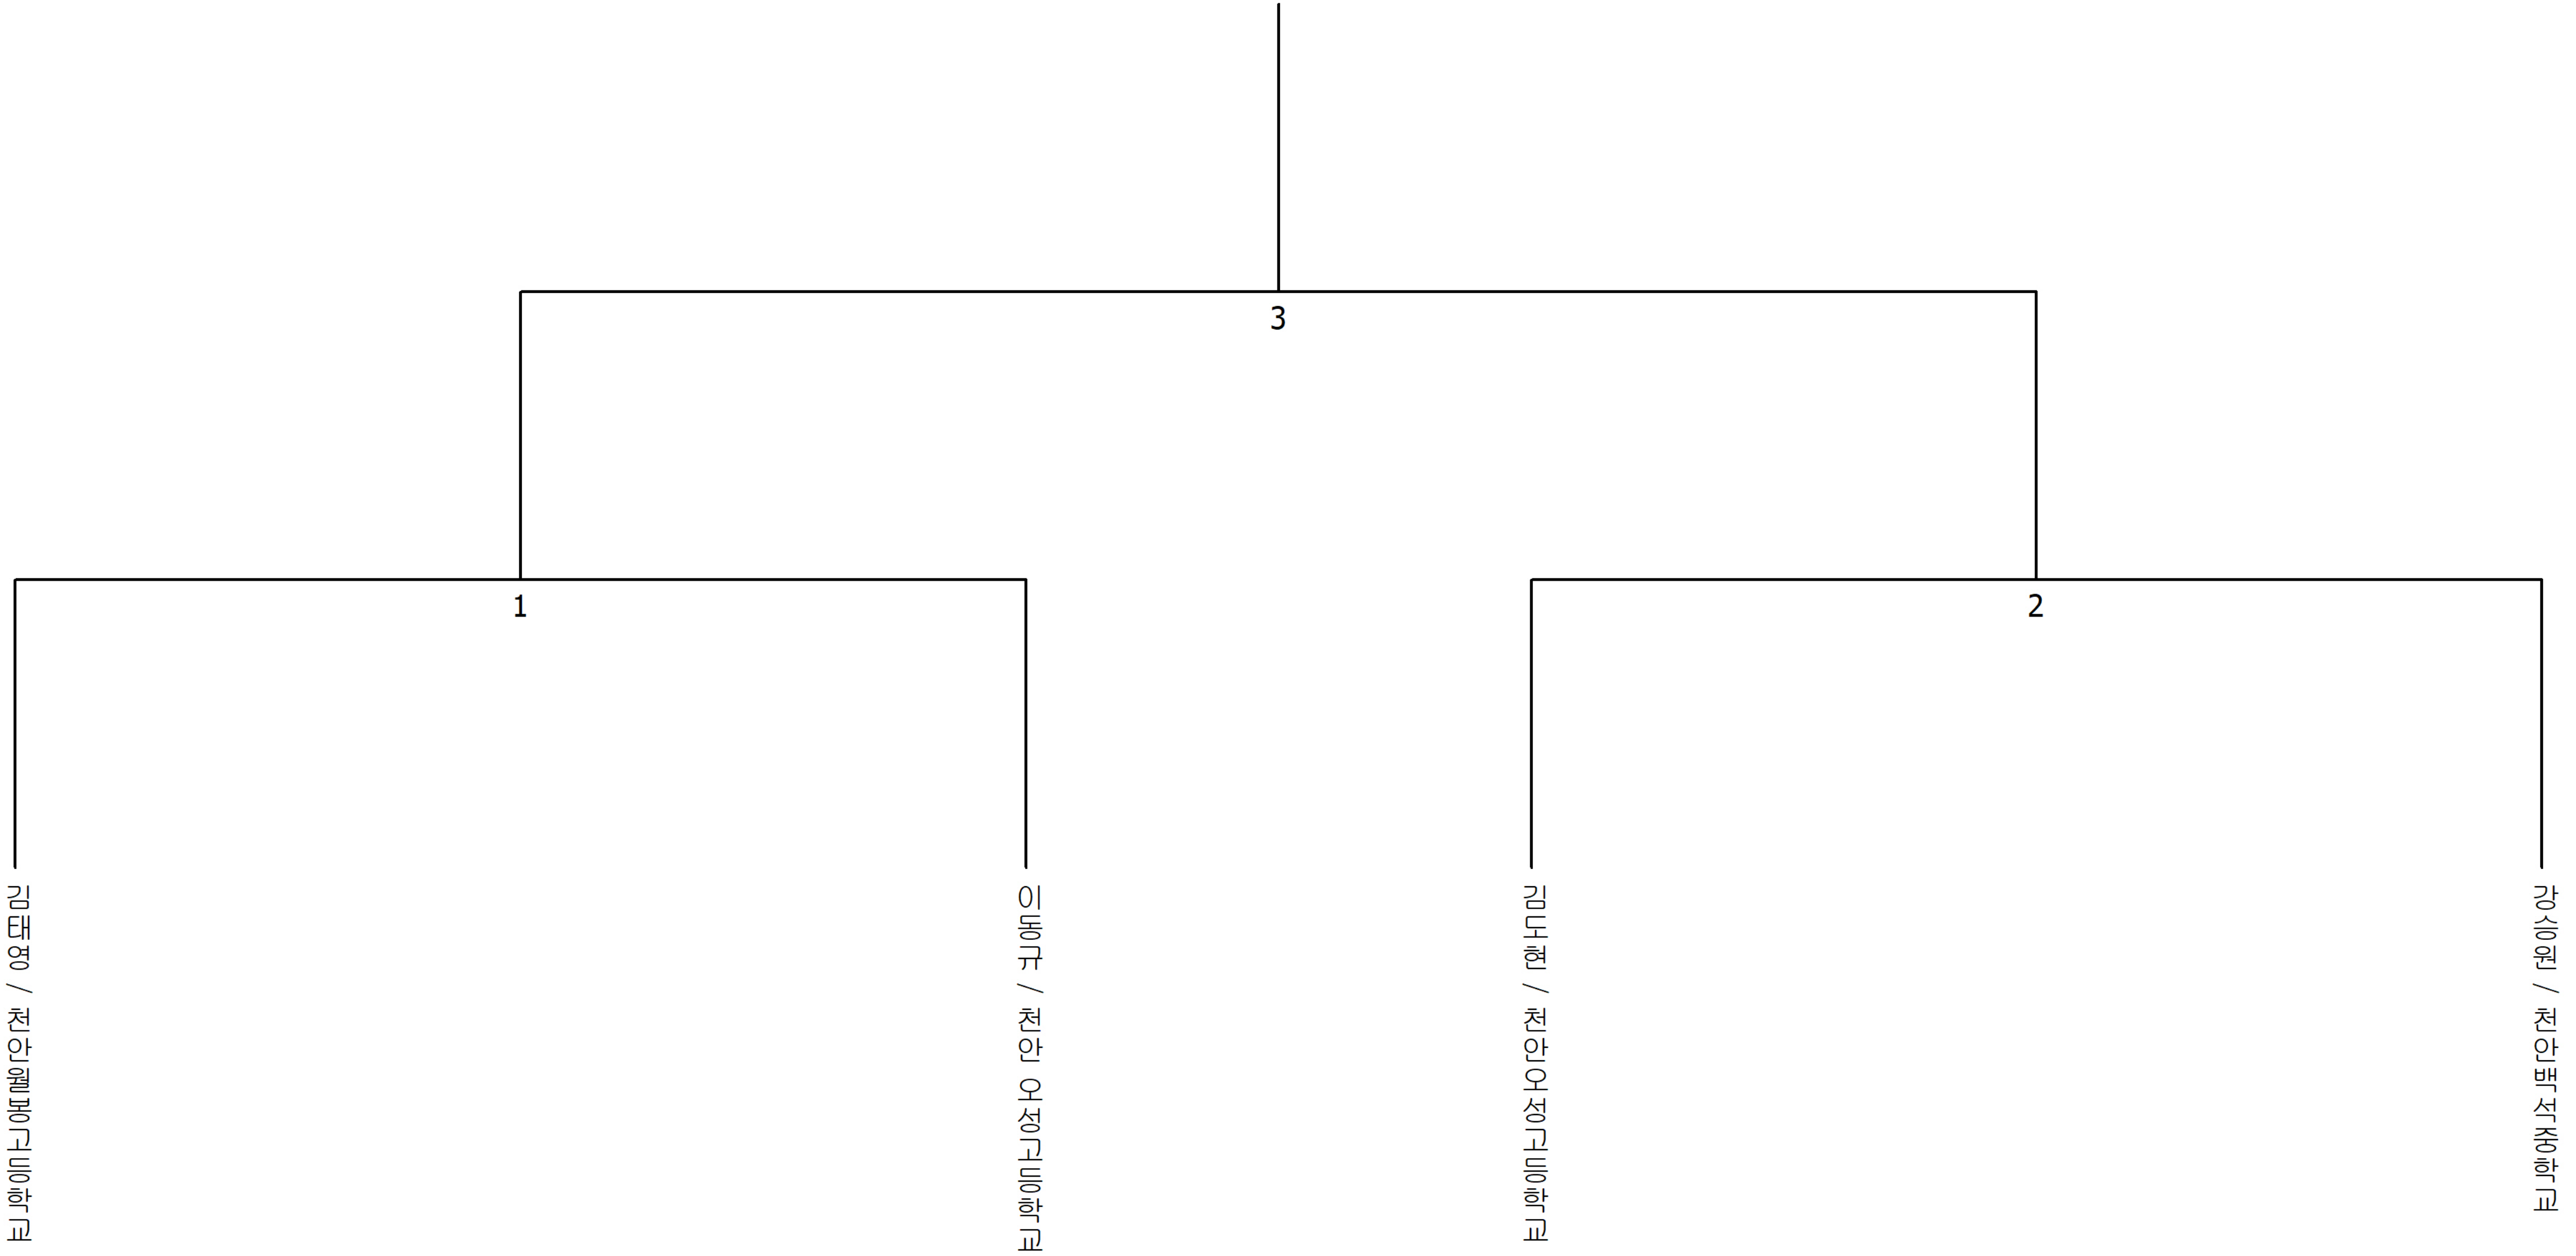 3
1
2
김태영 / 천안월봉고등학교
이동규 / 천안 오성고등학교
김도현 / 천안오성고등학교
강승원 / 천안백석중학교